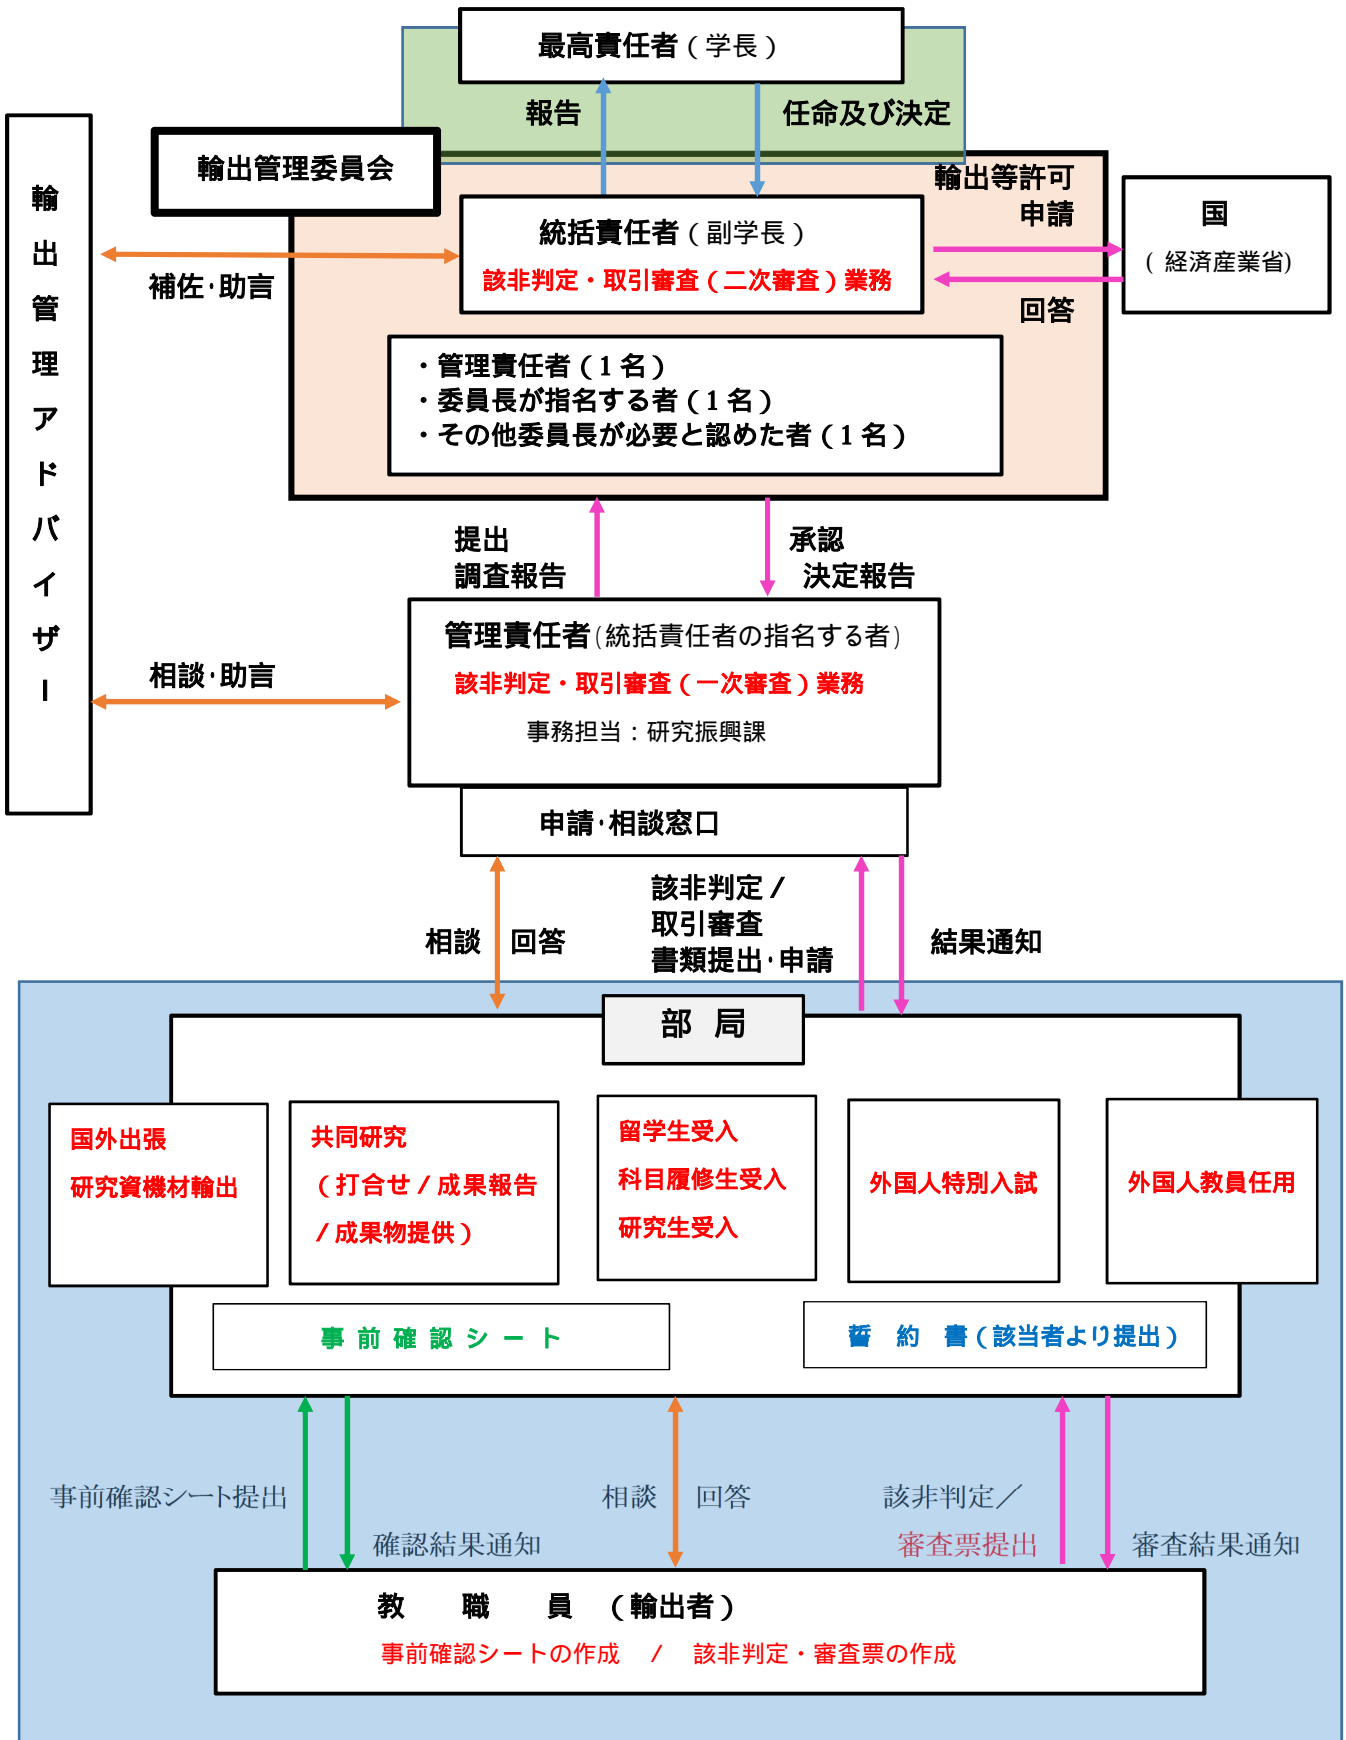 最高責任者（学長）
報告
任命及び決定
輸出管理委員会
輸出管理アドバイザー
輸出等許可
申請
国
( 経済産業省)
統括責任者（副学長）
該非判定・取引審査（二次審査）業務
補佐･助言
回答
・管理責任者（1 名）
・委員長が指名する者（1 名）
・その他委員長が必要と認めた者（1 名）
提出
調査報告
承認
決定報告
管理責任者(統括責任者の指名する者)
該非判定・取引審査（一次審査）業務
事務担当：研究振興課
相談･助言
申請･相談窓口
相談
回答
該非判定 /
取引審査
書類提出･申請
結果通知
部 局
国外出張
研究資機材輸出
共同研究
（打合せ / 成果報告
/ 成果物提供）
留学生受入
科目履修生受入
研究生受入
外国人特別入試
外国人教員任用
事 前 確 認 シ ー ト
誓 約 書（該当者より提出）
事前確認シート提出
確認結果通知
相談
回答
該非判定／
審査票提出
審査結果通知
教 職 員 （輸出者）
事前確認シートの作成 / 該非判定・審査票の作成